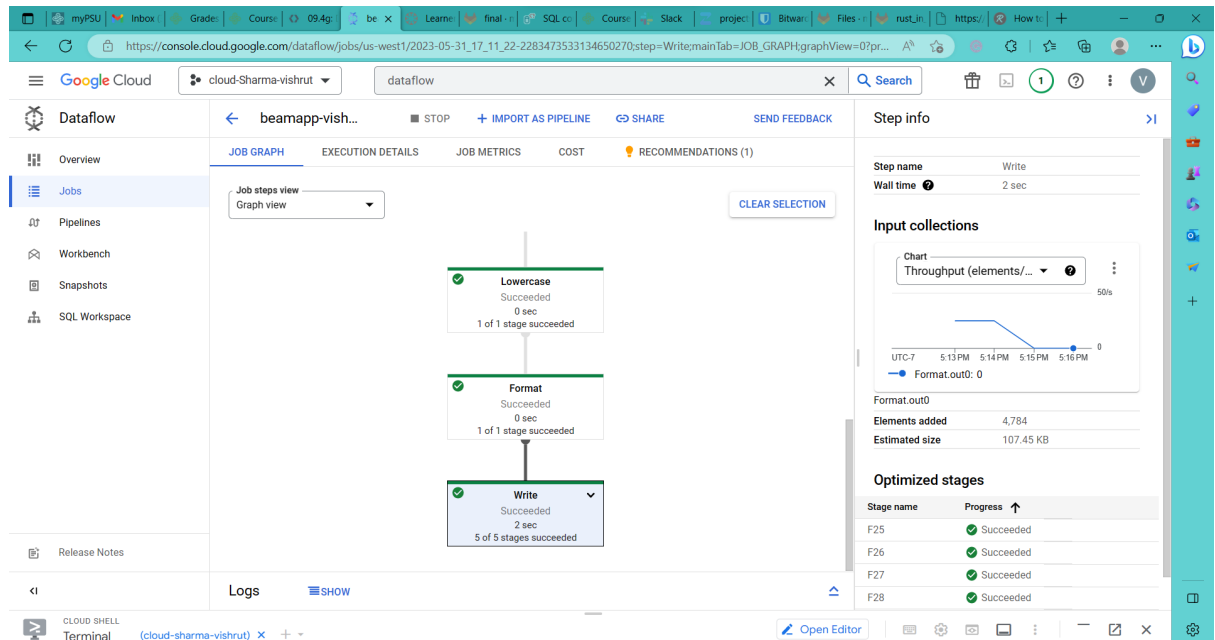 myPSU
Inbox (
Grade
Course
09.4g:
be
Learne
final - n
SQL co
Course
Slack
project
Bitward
Files -
rust_in
https:/
How to
https://console.cloud.google.com/dataflow/jobs/us-west1/2023-05-31_17_11_22-2283473533134650270;step=Write;mainTab=JOB_GRAPH;graphView=0?pr...
Google Cloud
cloud-Sharma-vishrut
dataflow
Search
1
V
Dataflow
beamapp-vish...
STOP
+ IMPORT AS PIPELINE
SHARE
SEND FEEDBACK
Step info
Overview
Jobs
Pipelines
Workbench
Snapshots
SQL Workspace
Release Notes
JOB GRAPH
EXECUTION DETAILS
JOB METRICS
COST
RECOMMENDATIONS (1)
Job steps view
Graph view
CLEAR SELECTION
Lowercase
Succeeded
0 sec
1 of 1 stage succeeded
Format
Succeeded
0 sec
1 of 1 stage succeeded
Write
Succeeded
2 sec
5 of 5 stages succeeded
Step name Write
Wall time 2 sec
Input collections
Chart
Throughput (elements/...
50/s
0
UTC-7 5:13 PM 5:14 PM 5:15 PM 5:16 PM
Format.out0: 0
Format.out0
Elements added 4,784
Estimated size 107.45 KB
Optimized stages
Stage name Progress
F25 Succeeded
F26 Succeeded
F27 Succeeded
F28 Succeeded
Logs
SHOW
CLOUD SHELL
Terminal
(cloud-sharma-vishrut)
Open Editor